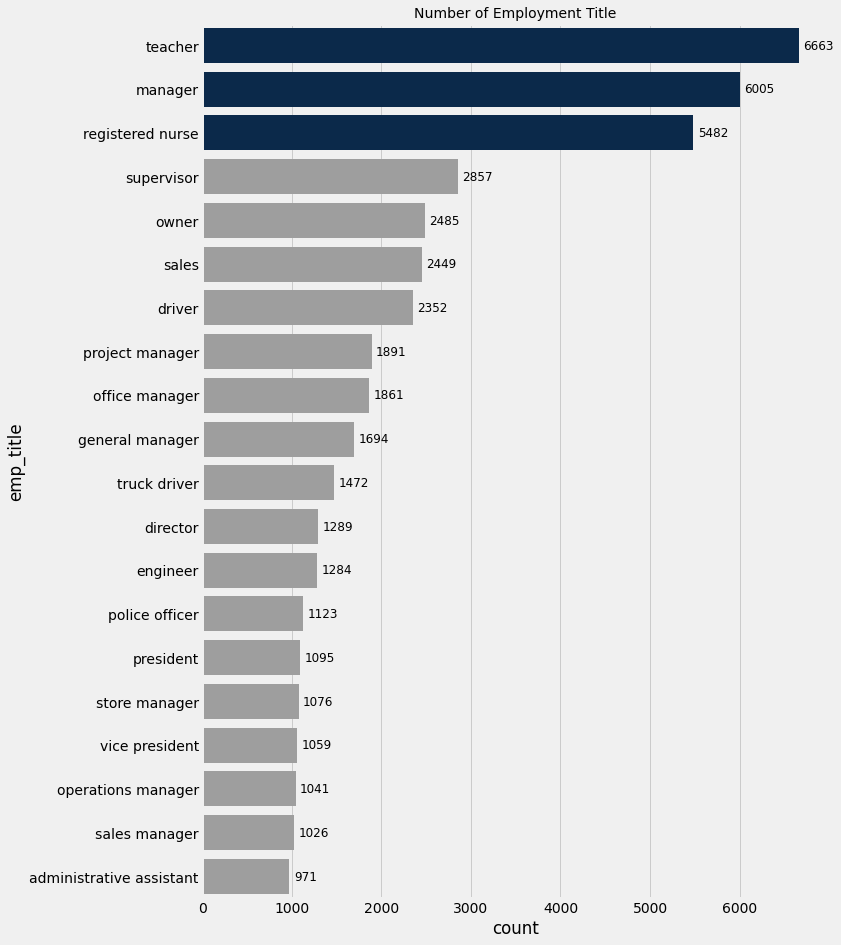 Number of Employment Title
teacher 6663
manager 6005
registered nurse 5482
supervisor 2857
owner 2485
sales 2449
driver 2352
project manager 1891
office manager 1861
general manager 1694
truck driver 1472
director 1289
engineer 1284
police officer 1123
president 1095
store manager 1076
vice president 1059
operations manager 1041
sales manager 1026
administrative assistant 971
emp_title
0 1000 2000 3000 4000 5000 6000
count